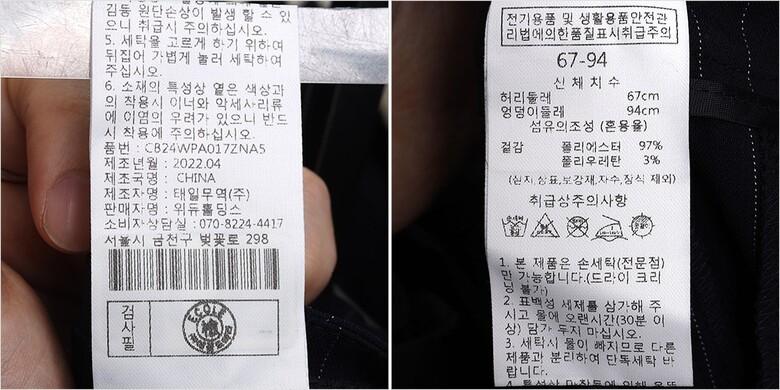 김등 원단손상이 발생 할 수 있
으니 취급시 주의하십시오.
5. 세탁을 고르게 하기 위하여
뒤집어 가볍게 눌러 세탁하여
주십시오.
6. 소재의 특성상 옅은 색상과
의 착용시 이너와 악세사리류
에 이염의 우려가 있으니 반드
시 착용에 주의하십시오.
품번 : CB24WPA017ZNA5
제조년월 : 2022.04
제조국명 : CHINA
제조자명 : 태일무역(주)
판매자명 : 위듀홀딩스
소비자상담실 : 070-8224-4417
서울시 금천구 벚꽃로 298
검사필
ECOLE
전기용품 및 생활용품안전관
리법에의한품질표시취급주의
67-94
신체치수
허리둘레 67cm
엉덩이둘레 94cm
섬유의조성 (혼용율)
겉감 폴리에스터 97%
폴리우레탄 3%
(심지,상표,보강재,자수,장식 제외)
취급상주의사항
1. 본 제품은 손세탁(전문점)
만 가능합니다.(드라이 크리
닝 불가)
2. 표백성 세제를 삼가해 주
시고 물에 오랜시간(30분 이
상) 담가 두지 마십시오.
3. 세탁시 물이 빠지므로 다른
제품과 분리하여 단독세탁 바
랍니다.